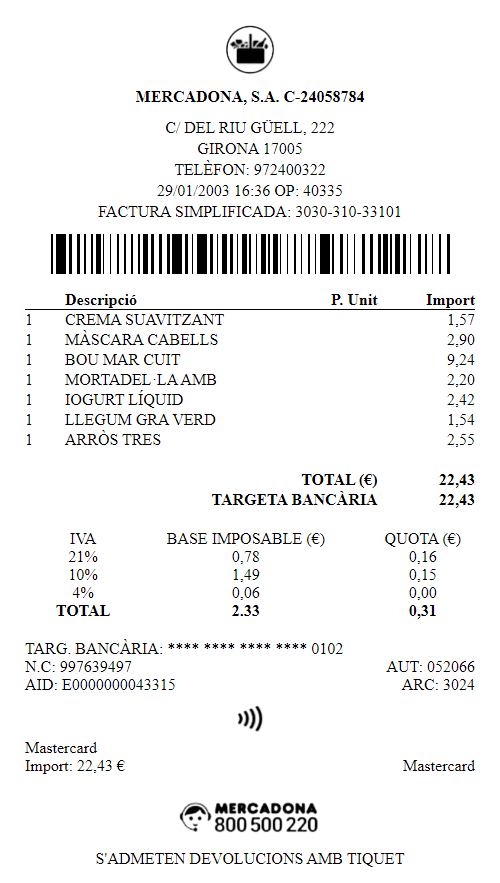 MERCADONA, S.A. C-24058784
C/ DEL RIU GÜELL, 222
GIRONA 17005
TELÈFON: 972400322
29/01/2003 16:36 OP: 40335
FACTURA SIMPLIFICADA: 3030-310-33101
Descripció P. Unit Import
1 CREMA SUAVITZANT 1,57
1 MÀSCARA CABELLS 2,90
1 BOU MAR CUIT 9,24
1 MORTADEL·LA AMB 2,20
1 IOGURT LÍQUID 2,42
1 LLEGUM GRA VERD 1,54
1 ARRÒS TRES 2,55
TOTAL (€) 22,43
TARGETA BANCÀRIA 22,43
IVA BASE IMPOSABLE (€) QUOTA (€)
21% 0,78 0,16
10% 1,49 0,15
4% 0,06 0,00
TOTAL 2.33 0,31
TARG. BANCÀRIA: **** **** **** **** 0102
N.C: 997639497 AUT: 052066
AID: E0000000043315 ARC: 3024
Mastercard
Import: 22,43 € Mastercard
MERCADONA
800 500 220
S'ADMETEN DEVOLUCIONS AMB TIQUET